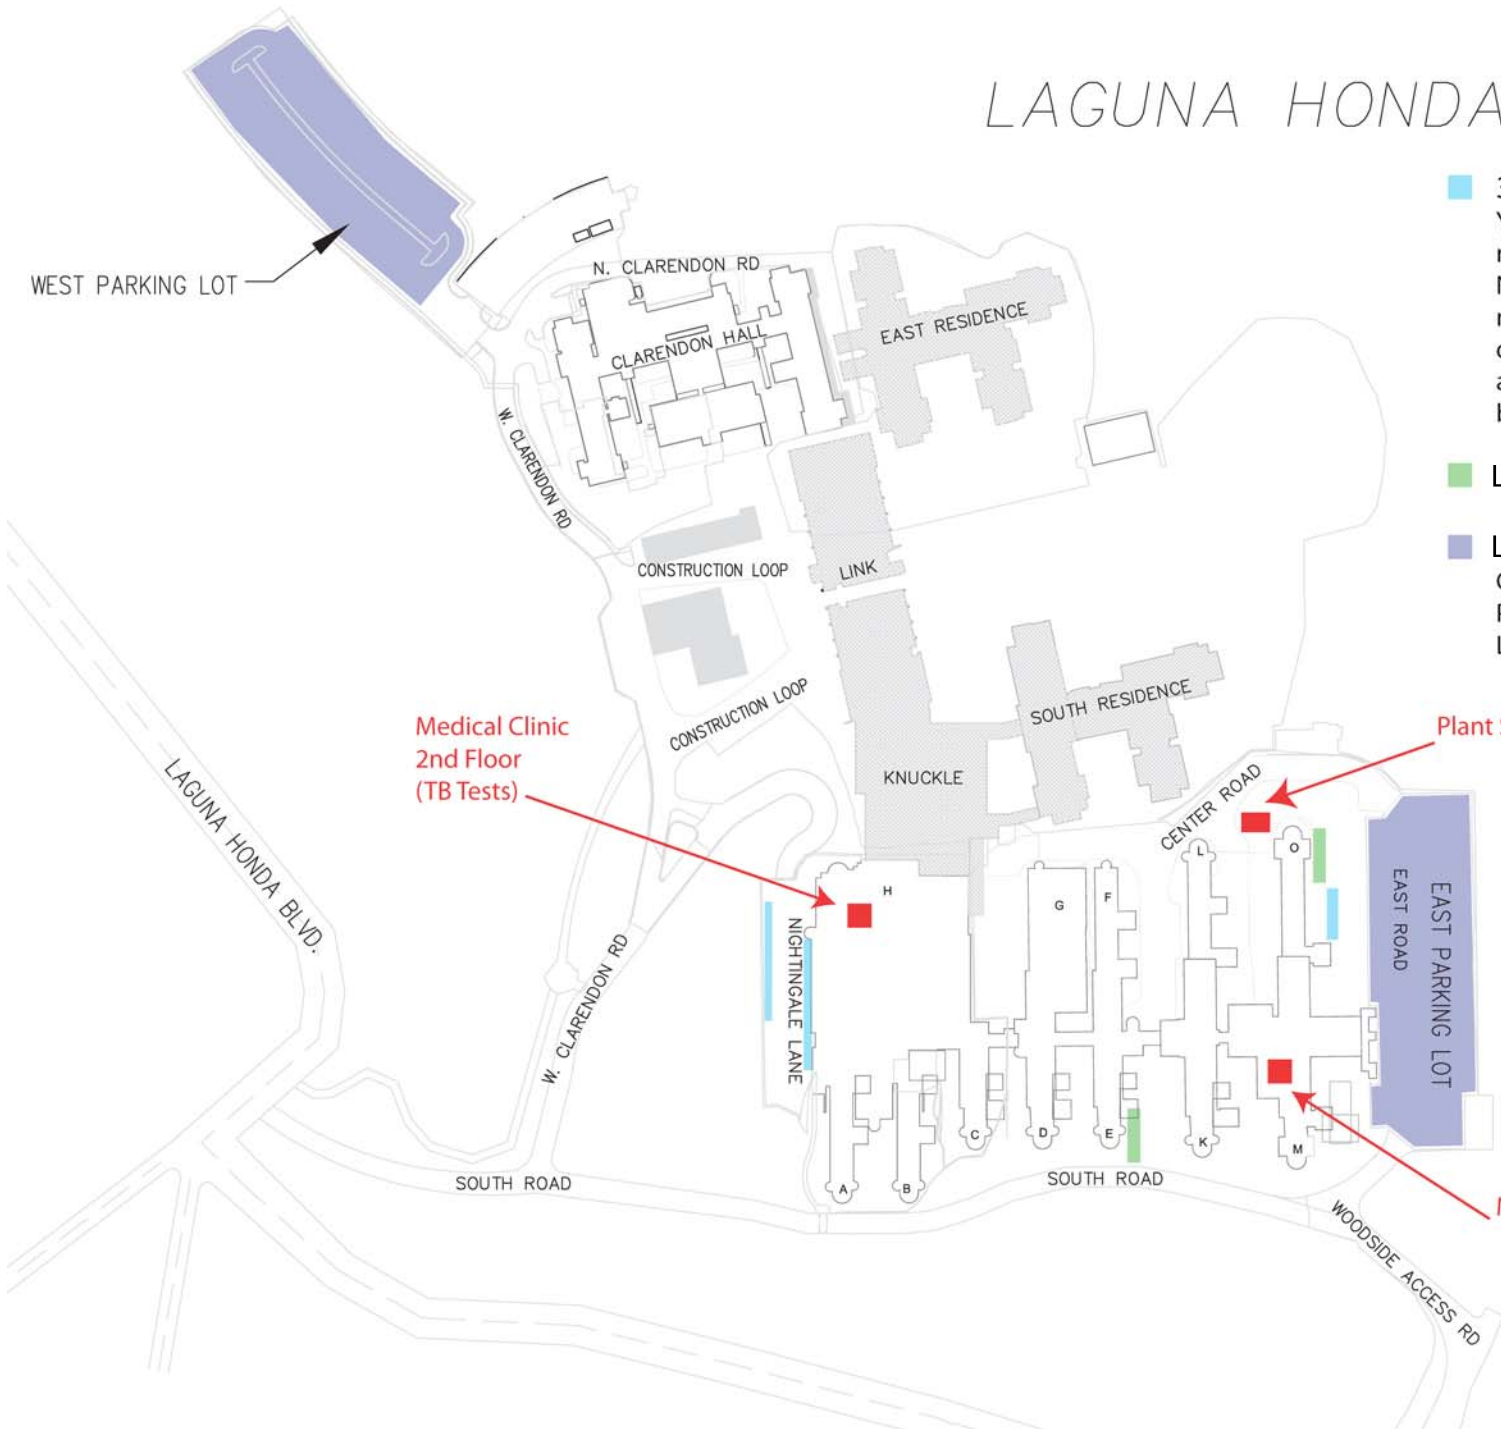 LAGUNA HONDA
WEST PARKING LOT
N. CLARENDON RD
CLARENDON HALL
EAST RESIDENCE
W. CLARENDON RD
CONSTRUCTION LOOP
LINK
CONSTRUCTION LOOP
SOUTH RESIDENCE
KNUCKLE
Medical Clinic
2nd Floor
(TB Tests)
Plant
CENTER ROAD
LAGUNA HONDA BLVD.
W. CLARENDON RD
NIGHTINGALE LANE
H
G
F
L
O
EAST ROAD
EAST PARKING LOT
A
B
C
D
E
K
M
SOUTH ROAD
SOUTH ROAD
WOODSIDE ACCESS RD
L
L